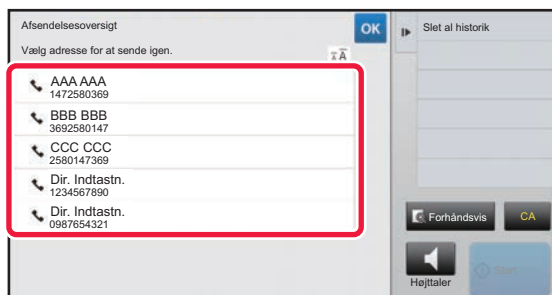 Afsendelsesoversigt
OK
Slet al historik
Vælg adresse for at sende igen.
AAA AAA
1472580369
BBB BBB
3692580147
CCC CCC
2580147369
Dir. Indtastn.
1234567890
Dir. Indtastn.
0987654321
Forhåndsvis
CA
Højttaler
Start